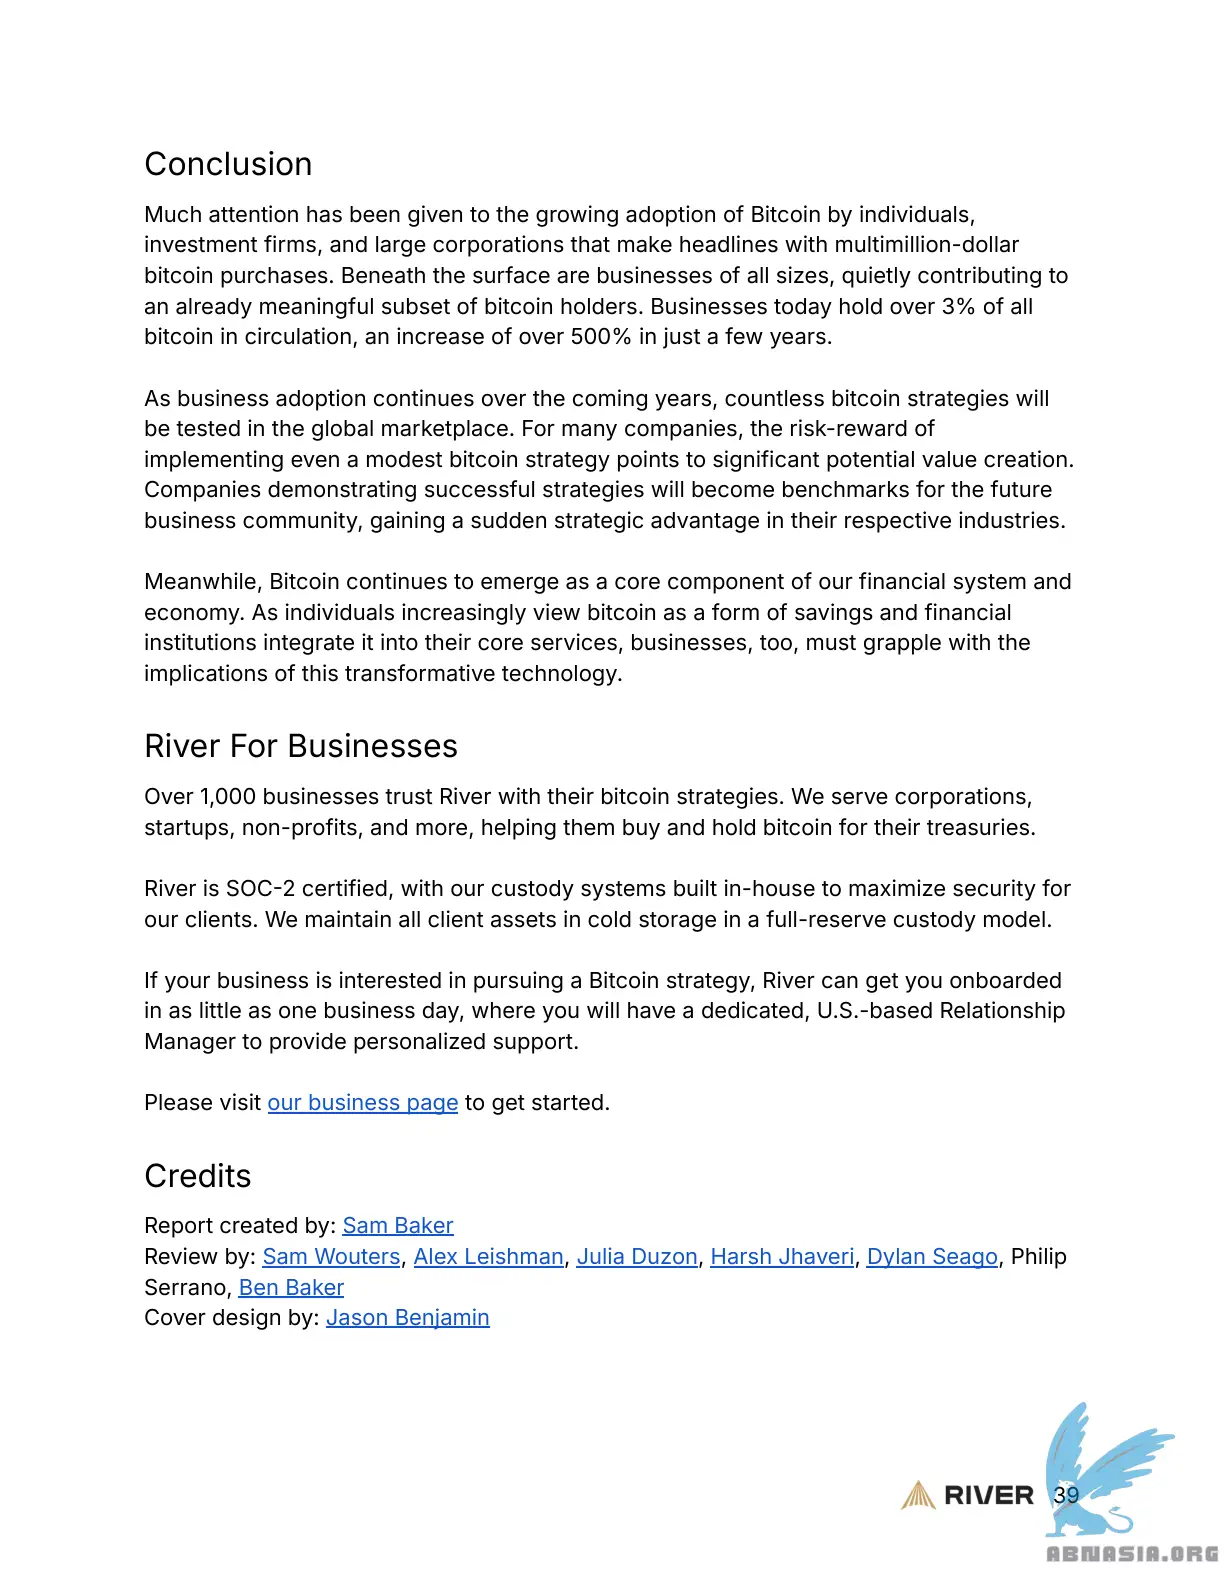 Conclusion
Much attention has been given to the growing adoption of Bitcoin by individuals,
investment firms, and large corporations that make headlines with multimillion-dollar
bitcoin purchases. Beneath the surface are businesses of all sizes, quietly contributing to
an already meaningful subset of bitcoin holders. Businesses today hold over 3% of all
bitcoin in circulation, an increase of over 500% in just a few years.
As business adoption continues over the coming years, countless bitcoin strategies will
be tested in the global marketplace. For many companies, the risk-reward of
implementing even a modest bitcoin strategy points to significant potential value creation.
Companies demonstrating successful strategies will become benchmarks for the future
business community, gaining a sudden strategic advantage in their respective industries.
Meanwhile, Bitcoin continues to emerge as a core component of our financial system and
economy. As individuals increasingly view bitcoin as a form of savings and financial
institutions integrate it into their core services, businesses, too, must grapple with the
implications of this transformative technology.
River For Businesses
Over 1,000 businesses trust River with their bitcoin strategies. We serve corporations,
startups, non-profits, and more, helping them buy and hold bitcoin for their treasuries.
River is SOC-2 certified, with our custody systems built in-house to maximize security for
our clients. We maintain all client assets in cold storage in a full-reserve custody model.
If your business is interested in pursuing a Bitcoin strategy, River can get you onboarded
in as little as one business day, where you will have a dedicated, U.S.-based Relationship
Manager to provide personalized support.
Please visit our business page to get started.
Credits
Report created by: Sam Baker
Review by: Sam Wouters, Alex Leishman, Julia Duzon, Harsh Jhaveri, Dylan Seago, Philip
Serrano, Ben Baker
Cover design by: Jason Benjamin
RIVER 39
ABNASIA.ORG